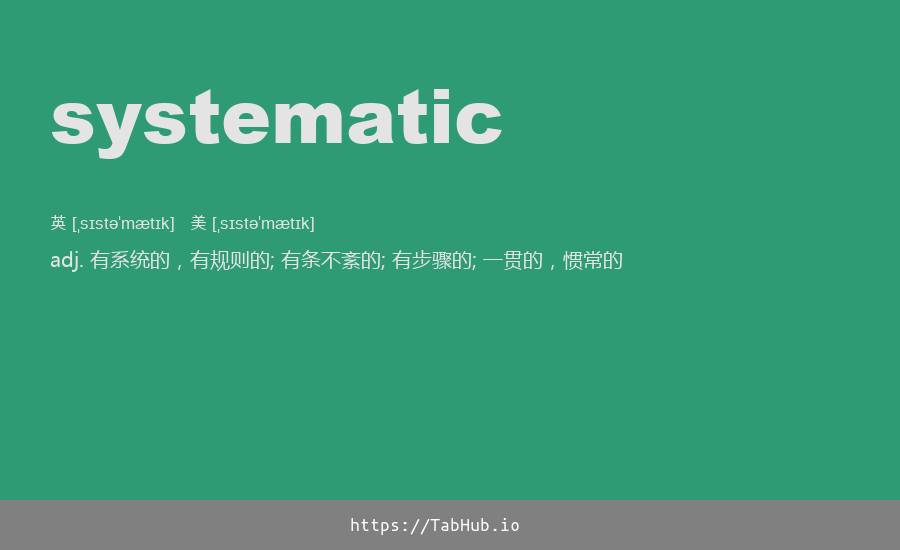 systematic
英 [ˌsɪstəˈmætɪk] 美 [ˌsɪstəˈmætɪk]
adj. 有系统的，有规则的; 有条不紊的; 有步骤的; 一贯的，惯常的
https://TabHub.io